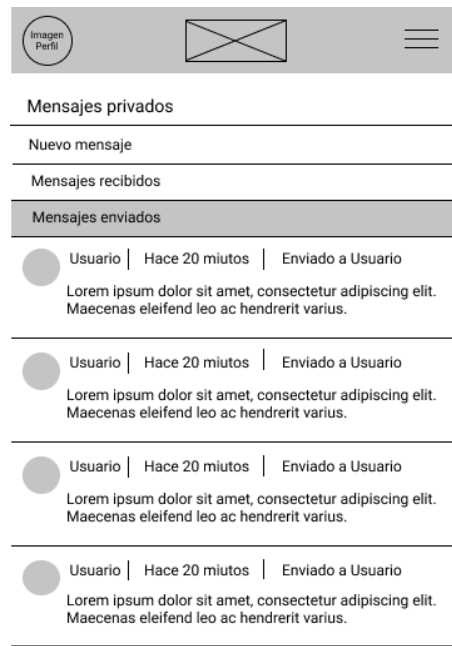 Imagen
Perfil
Mensajes privados
Nuevo mensaje
Mensajes recibidos
Mensajes enviados
Usuario | Hace 20 miutos | Enviado a Usuario
Lorem ipsum dolor sit amet, consectetur adipiscing elit.
Maecenas eleifend leo ac hendrerit varius.
Usuario | Hace 20 miutos | Enviado a Usuario
Lorem ipsum dolor sit amet, consectetur adipiscing elit.
Maecenas eleifend leo ac hendrerit varius.
Usuario | Hace 20 miutos | Enviado a Usuario
Lorem ipsum dolor sit amet, consectetur adipiscing elit.
Maecenas eleifend leo ac hendrerit varius.
Usuario | Hace 20 miutos | Enviado a Usuario
Lorem ipsum dolor sit amet, consectetur adipiscing elit.
Maecenas eleifend leo ac hendrerit varius.